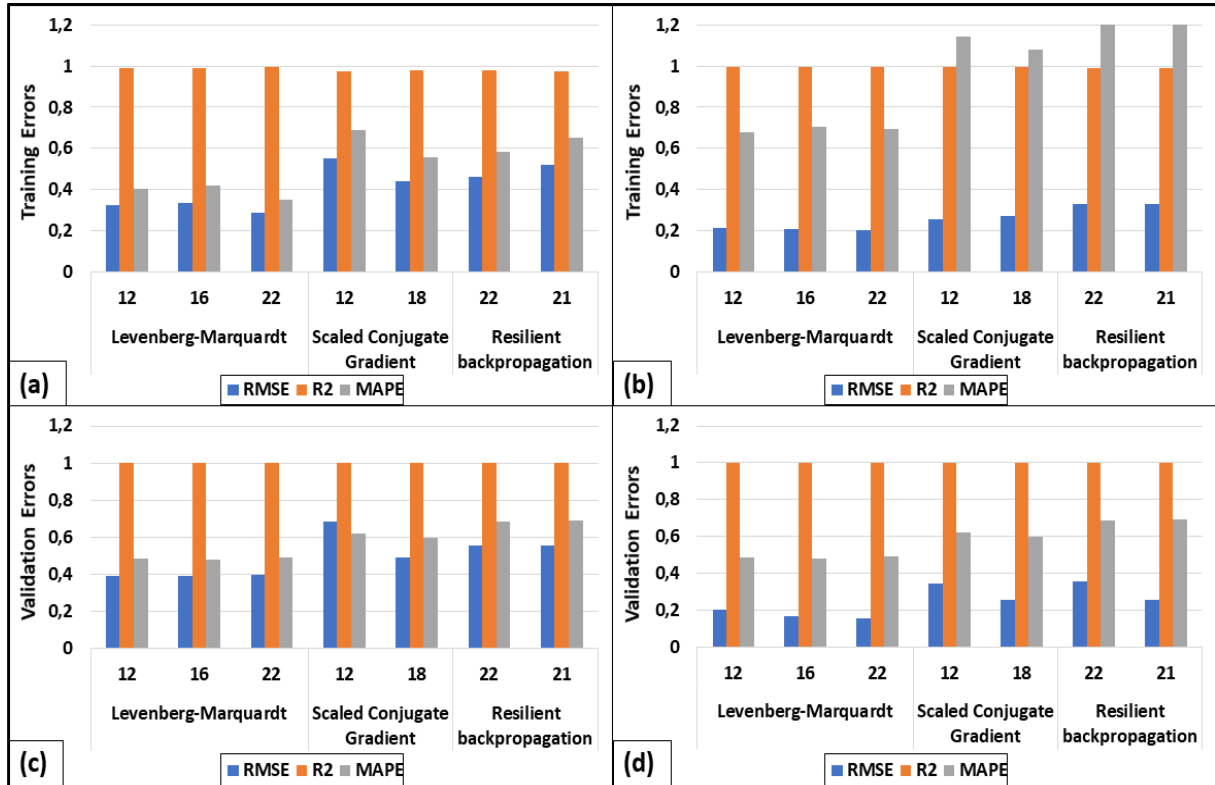 1,2
1
0,8
0,6
0,4
0,2
0
Training Errors
12 16 22 12 18 22 21
Levenberg-Marquardt Scaled Conjugate Resilient
Gradient backpropagation
(a)
RMSE R2 MAPE
1,2
1
0,8
0,6
0,4
0,2
0
Training Errors
12 16 22 12 18 22 21
Levenberg-Marquardt Scaled Conjugate Resilient
Gradient backpropagation
(b)
RMSE R2 MAPE
1,2
1
0,8
0,6
0,4
0,2
0
Validation Errors
12 16 22 12 18 22 21
Levenberg-Marquardt Scaled Conjugate Resilient
Gradient backpropagation
(c)
RMSE R2 MAPE
1,2
1
0,8
0,6
0,4
0,2
0
Validation Errors
12 16 22 12 18 22 21
Levenberg-Marquardt Scaled Conjugate Resilient
Gradient backpropagation
(d)
RMSE R2 MAPE